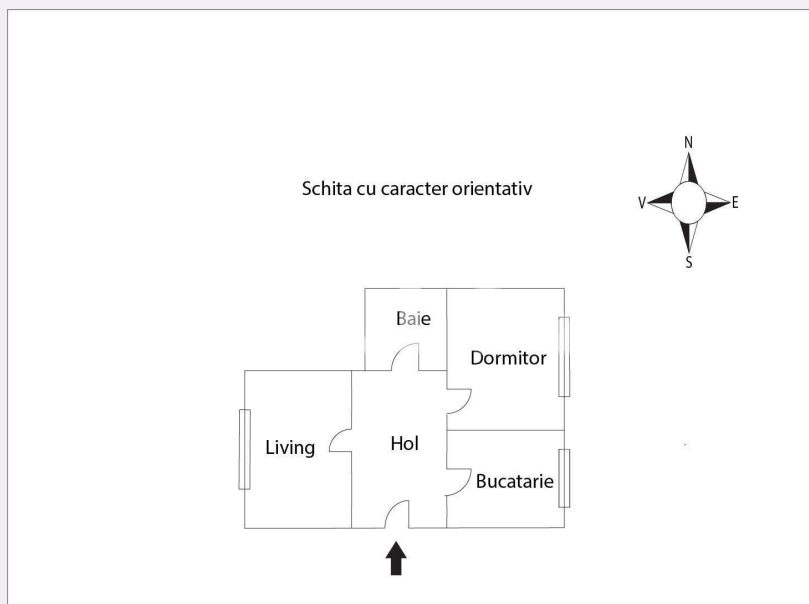 N
Schita cu caracter orientativ
V E
S
Baie
Dormitor
Living
Hol
Bucatarie